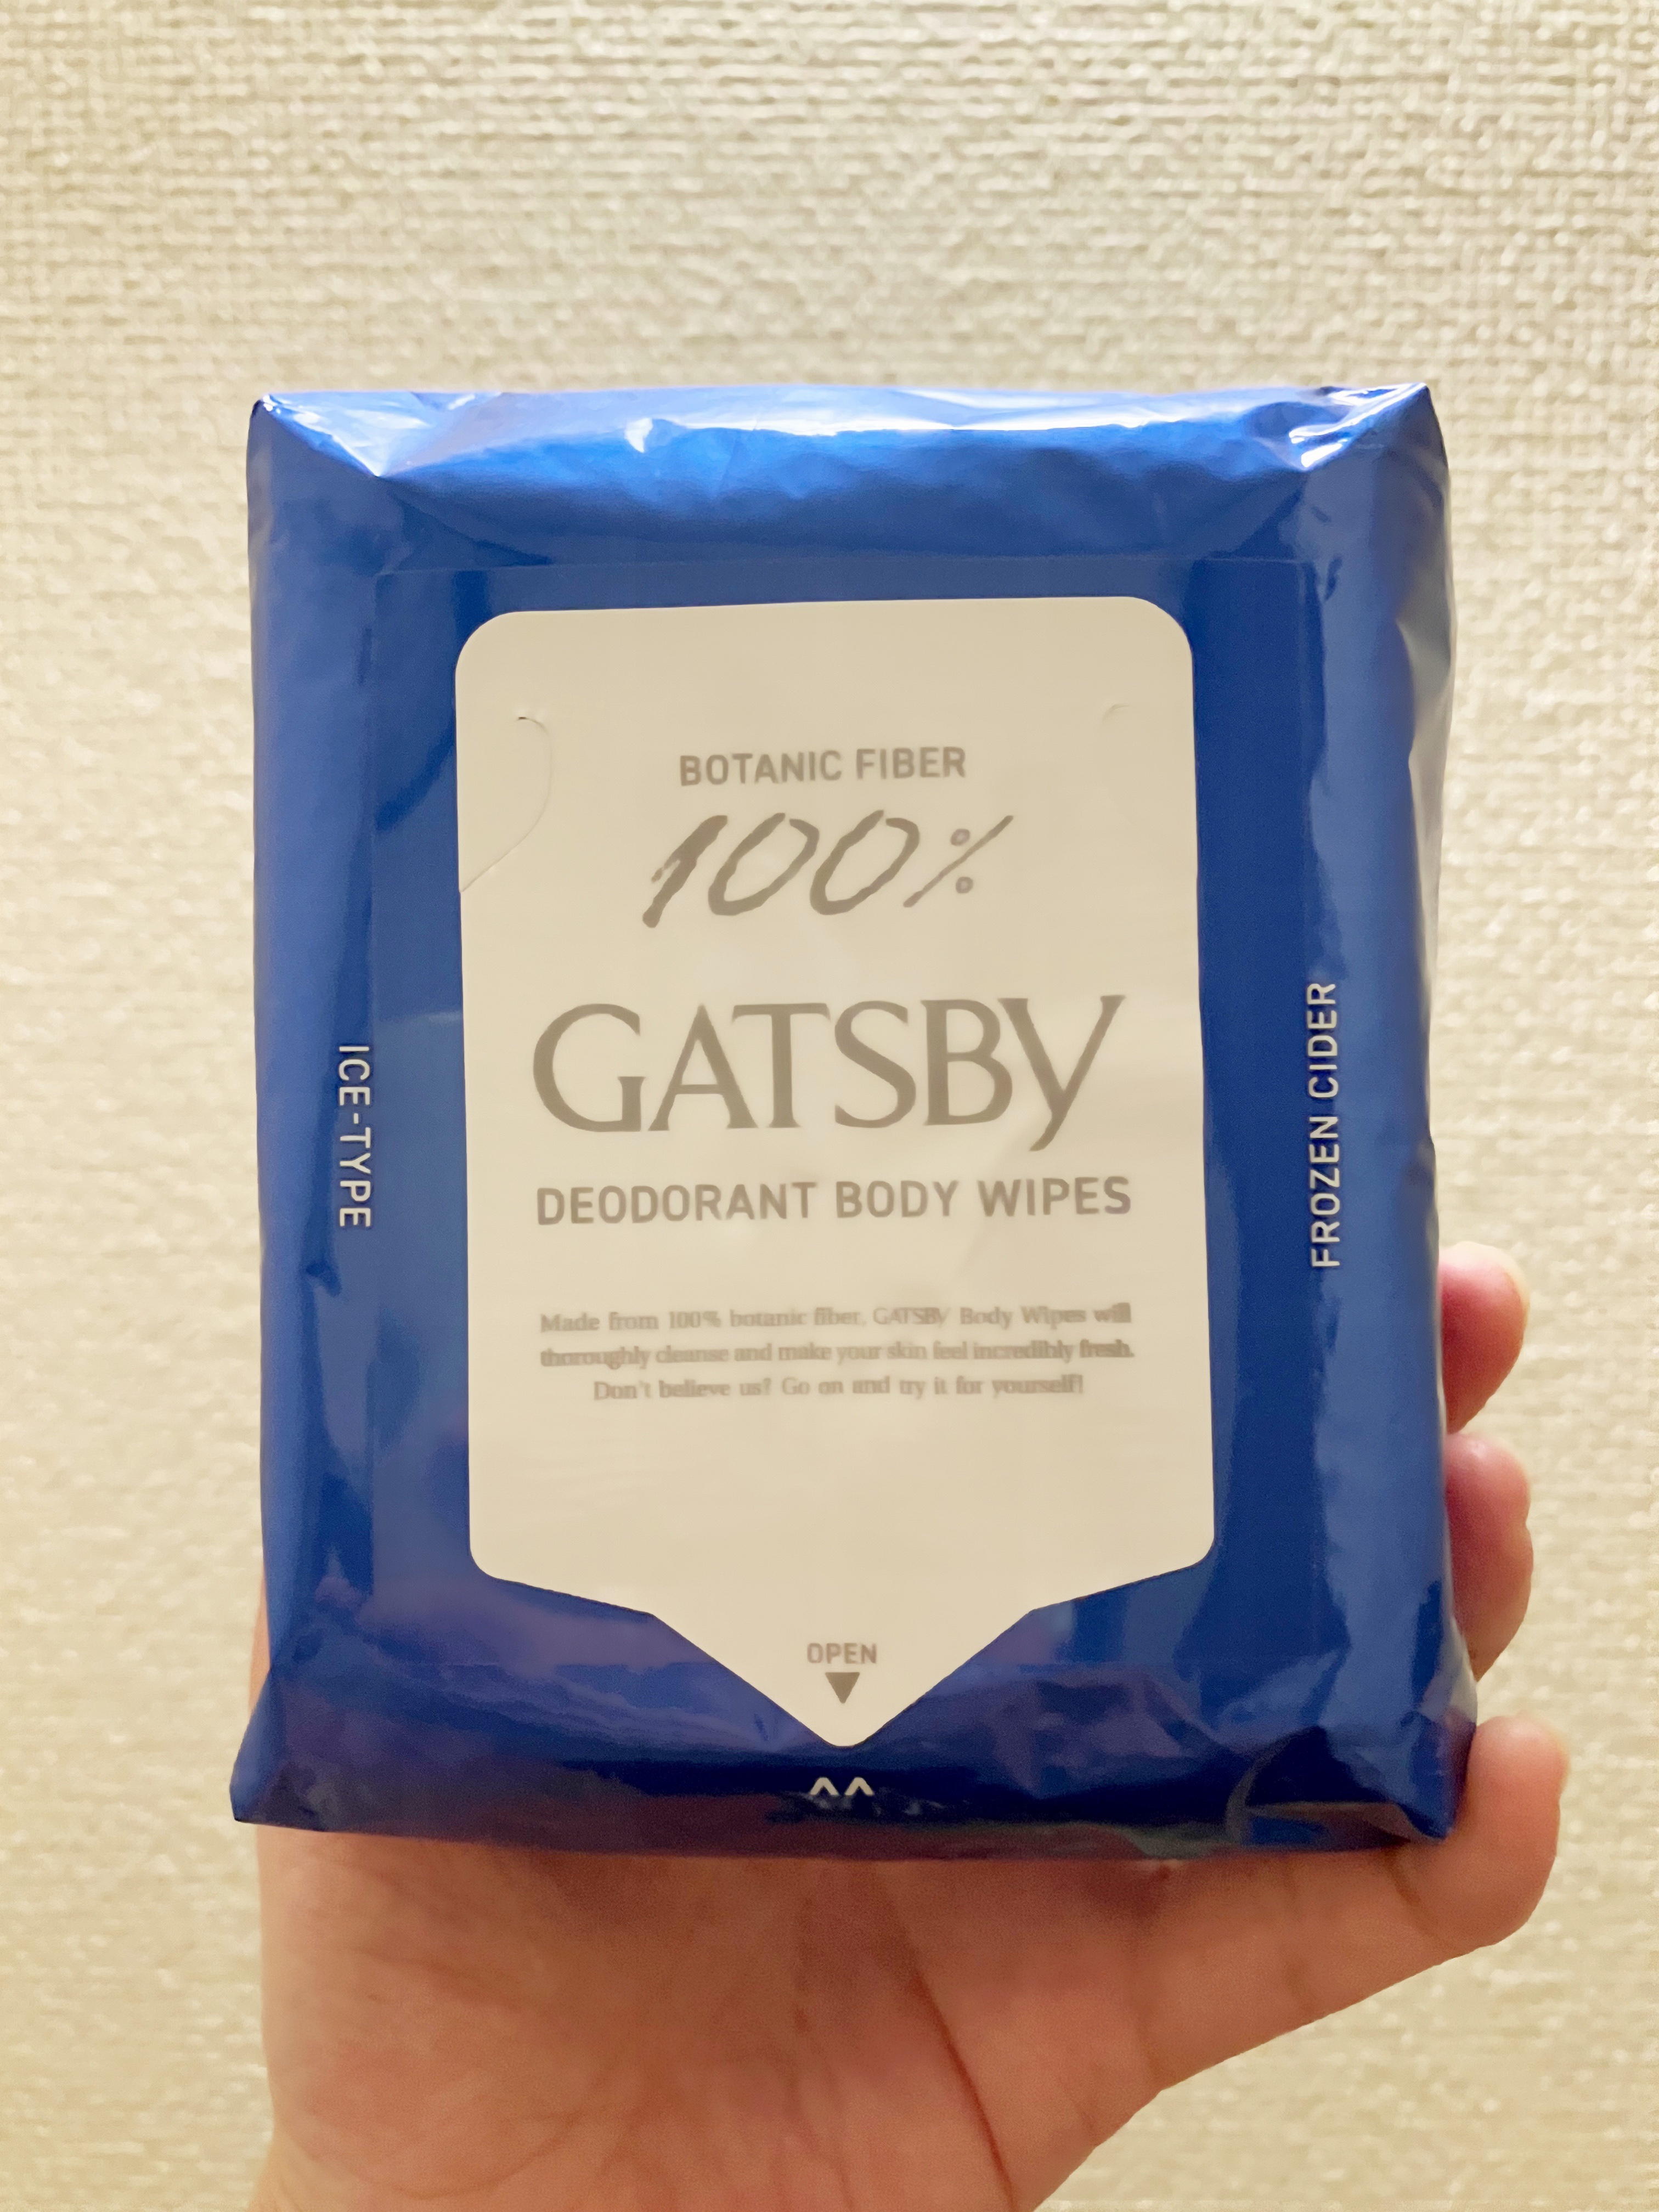 BOTANIC FIBER
100%
GATSBY
DEODORANT BODY WIPES
Made from 100% botanic fiber, GATSBY Body Wipes will
thoroughly cleanse and make your skin feel incredibly fresh.
Don't believe us? Go on and try it for yourself!
OPEN
ICE-TYPE
FROZEN CIDER